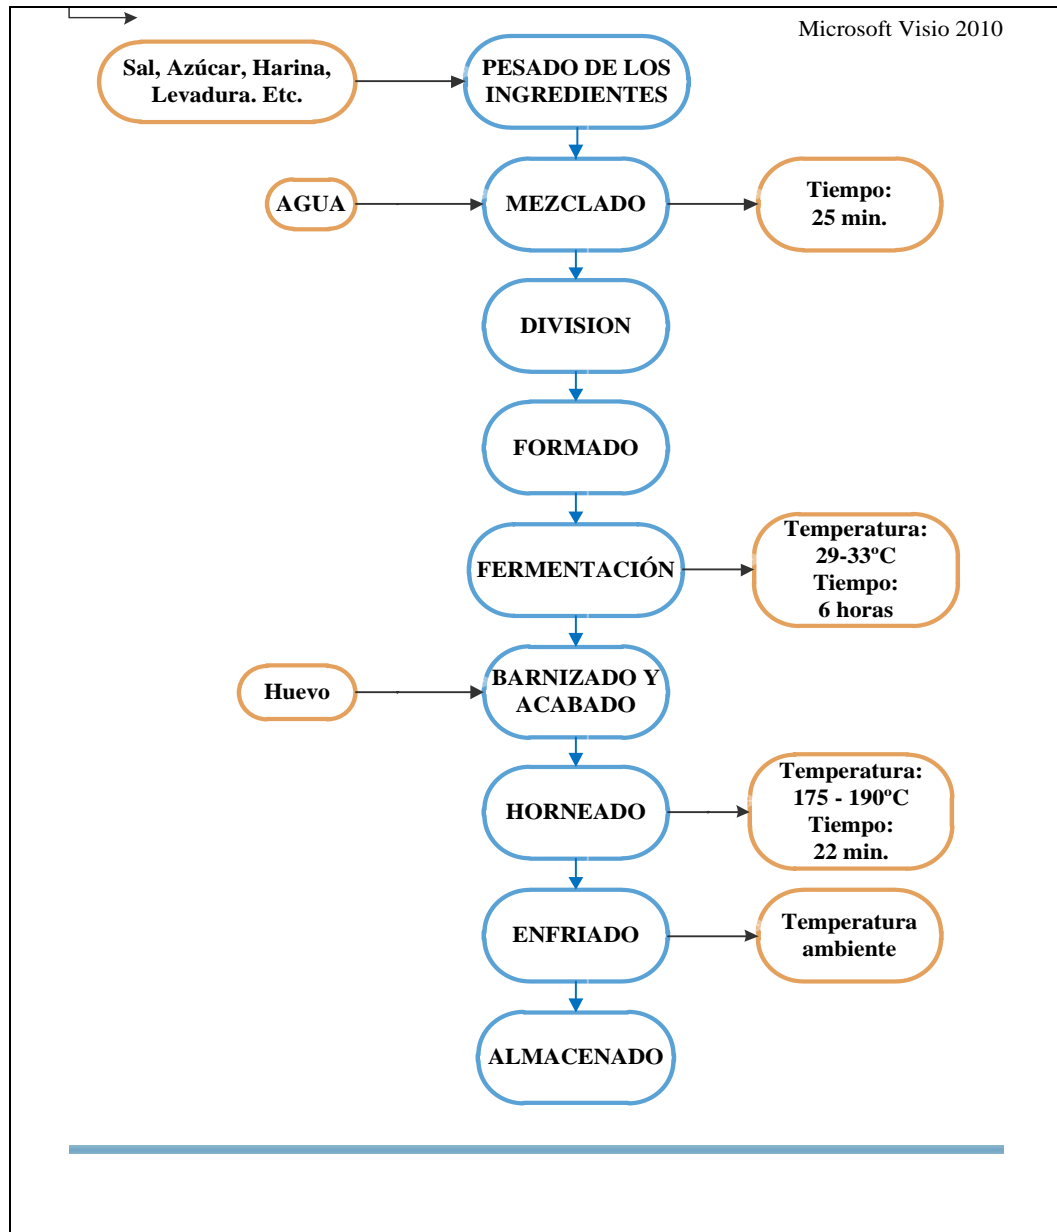 Microsoft Visio 2010
Sal, Azúcar, Harina,
Levadura. Etc.
PESADO DE LOS
INGREDIENTES
AGUA
MEZCLADO
Tiempo:
25 min.
DIVISION
FORMADO
FERMENTACIÓN
Temperatura:
29-33ºC
Tiempo:
6 horas
Huevo
BARNIZADO Y
ACABADO
HORNEADO
Temperatura:
175 - 190ºC
Tiempo:
22 min.
ENFRIADO
Temperatura
ambiente
ALMACENADO